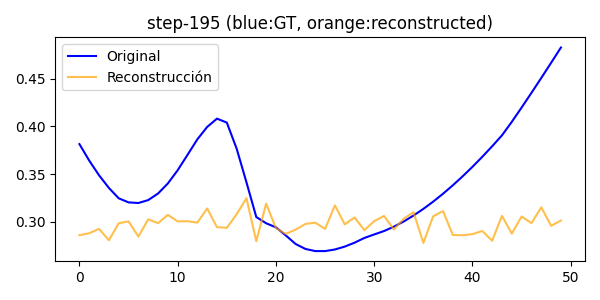 step-195 (blue:GT, orange:reconstructed)
Original
Reconstrucción
0.45
0.40
0.35
0.30
0 10 20 30 40 50